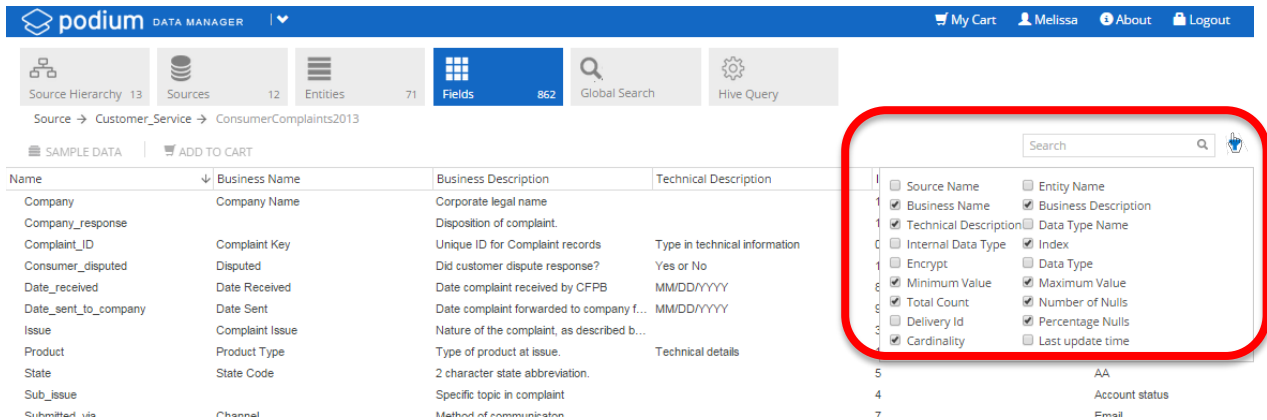 podium DATA MANAGER My Cart Melissa About Logout
Source Hierarchy 13 Sources 12 Entities 71 Fields 862 Global Search Hive Query
Source → Customer_Service → ConsumerComplaints2013
SAMPLE DATA ADD TO CART Search
Name Business Name Business Description Technical Description
Source Name Entity Name
Company Company Name Corporate legal name
Business Name Business Description
Company_response Disposition of complaint.
Technical Description Data Type Name
Complaint_ID Complaint Key Unique ID for Complaint records Type in technical information
Internal Data Type Index
Consumer_disputed Disputed Did customer dispute response? Yes or No
Encrypt Data Type
Date_received Date Received Date complaint received by CFPB MM/DD/YYYY
Minimum Value Maximum Value
Date_sent_to_company Date Sent Date complaint forwarded to company f... MM/DD/YYYY
Total Count Number of Nulls
Issue Complaint Issue Nature of the complaint, as described b...
Delivery Id Percentage Nulls
Product Product Type Type of product at issue. Technical details
Cardinality Last update time
State State Code 2 character state abbreviation. 5 AA
Sub_issue Specific topic in complaint 4 Account status
Submitted_via Channel Method of communicaton 7 Email